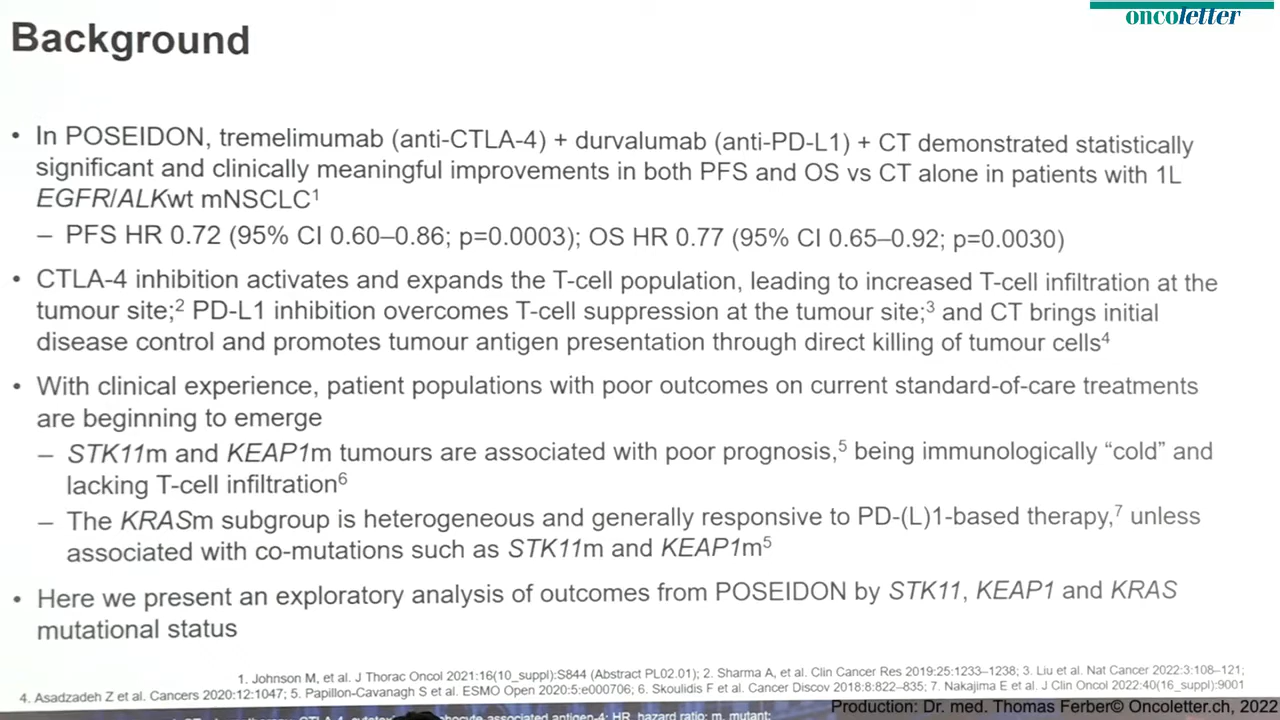 oncoletter
Background
• In POSEIDON, tremelimumab (anti-CTLA-4) + durvalumab (anti-PD-L1) + CT demonstrated statistically
significant and clinically meaningful improvements in both PFS and OS vs CT alone in patients with 1L
EGFR/ALKwt mNSCLC¹
– PFS HR 0.72 (95% CI 0.60–0.86; p=0.0003); OS HR 0.77 (95% CI 0.65–0.92; p=0.0030)
• CTLA-4 inhibition activates and expands the T-cell population, leading to increased T-cell infiltration at the
tumour site;² PD-L1 inhibition overcomes T-cell suppression at the tumour site;³ and CT brings initial
disease control and promotes tumour antigen presentation through direct killing of tumour cells⁴
• With clinical experience, patient populations with poor outcomes on current standard-of-care treatments
are beginning to emerge
– STK11m and KEAP1m tumours are associated with poor prognosis,⁵ being immunologically “cold” and
lacking T-cell infiltration⁶
– The KRASm subgroup is heterogeneous and generally responsive to PD-(L)1-based therapy,⁷ unless
associated with co-mutations such as STK11m and KEAP1m⁵
• Here we present an exploratory analysis of outcomes from POSEIDON by STK11, KEAP1 and KRAS
mutational status
1. Johnson M, et al. J Thorac Oncol 2021:16(10_suppl):S844 (Abstract PL02.01); 2. Sharma A, et al. Clin Cancer Res 2019:25:1233–1238; 3. Liu et al. Nat Cancer 2022:3:108–121;
4. Asadzadeh Z et al. Cancers 2020:12:1047; 5. Papillon-Cavanagh S et al. ESMO Open 2020:5:e000706; 6. Skoulidis F et al. Cancer Discov 2018:8:822–835; 7. Nakajima E et al. J Clin Oncol 2022:40(16_suppl):9001
Production: Dr. med. Thomas Ferber© Oncoletter.ch, 2022
antigen-4; HR, hazard ratio; m, mutant;